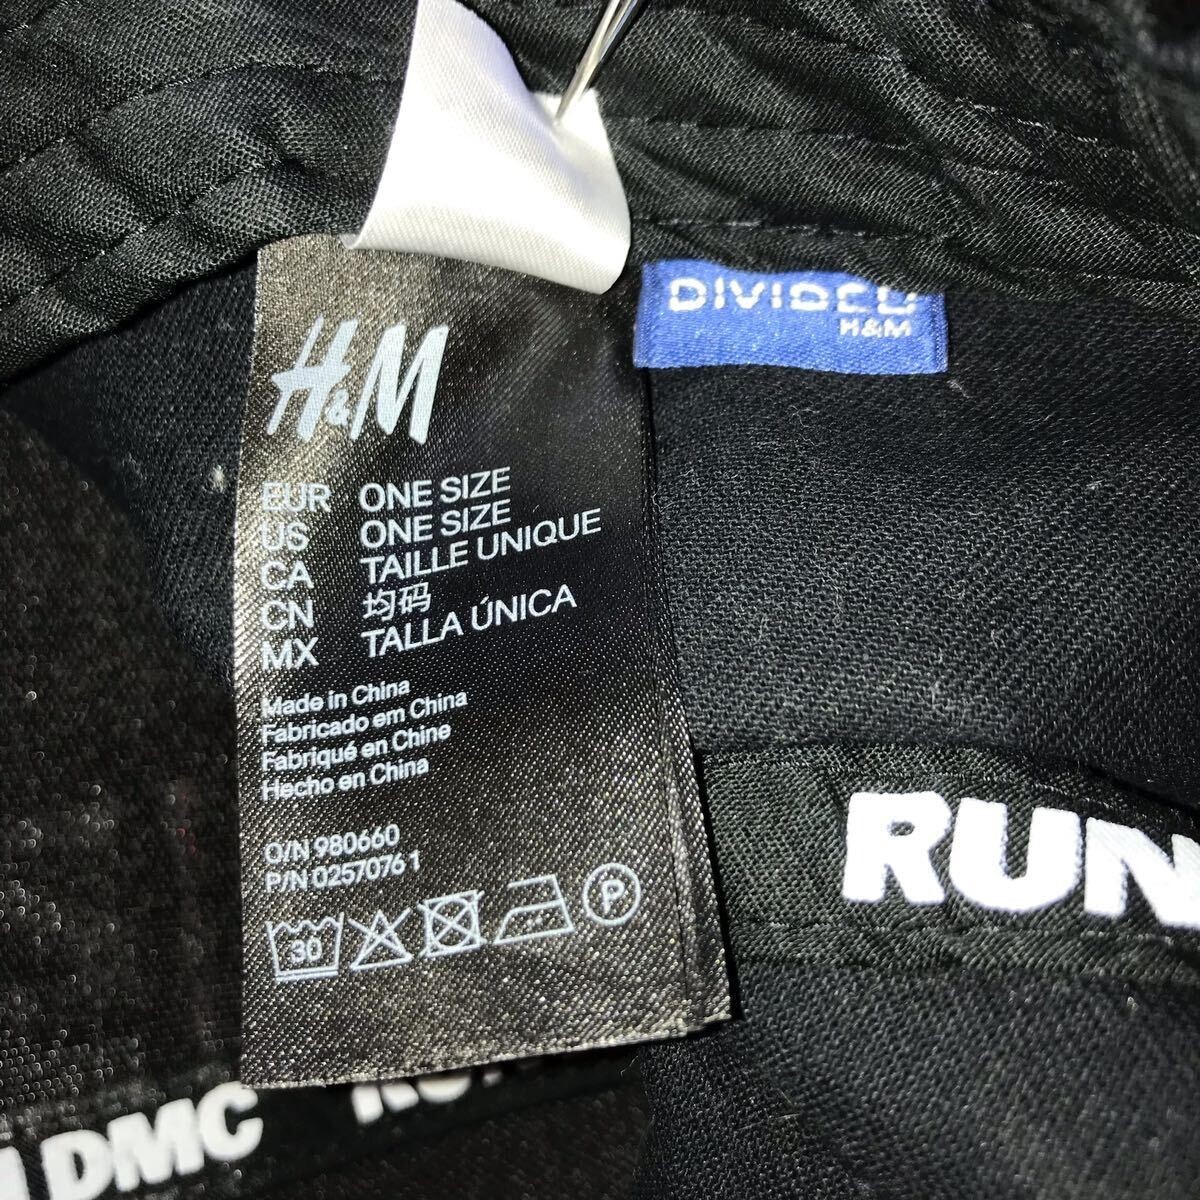 DIVIDED
H&M
H&M
EUR ONE SIZE
US ONE SIZE
CA TAILLE UNIQUE
CN 均码
MX TALLA ÚNICA
Made in China
Fabricado em China
Fabriqué en Chine
Hecho en China
O/N 980660
P/N 02570761
30
P
RUN
DMC